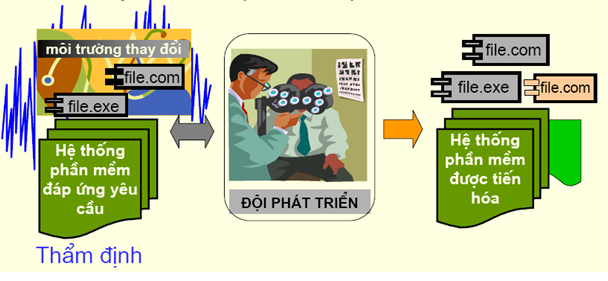 môi trường thay đổi
file.com
file.exe
Hệ thống
phần mềm
đáp ứng yêu
cầu
Thẩm định
ĐỘI PHÁT TRIỂN
file.com
file.exe
file.com
Hệ thống
phần mềm
được tiến
hóa